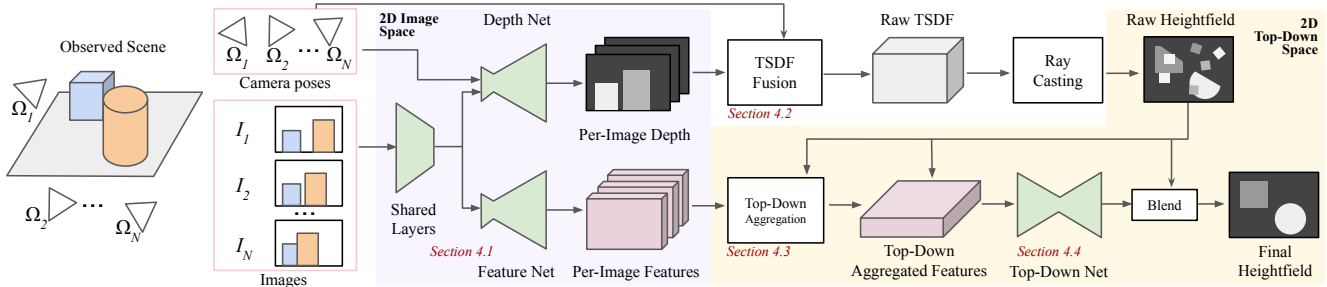 Observed Scene
Ω1
Ω2
...
ΩN
Ω1
Ω2
...
ΩN
Camera poses
I1
I2
...
IN
Images
2D Image
Space
Depth Net
Shared
Layers
Per-Image Depth
Section 4.1
Feature Net
Per-Image Features
TSDF
Fusion
Section 4.2
Raw TSDF
Ray
Casting
Raw Heightfield
2D
Top-Down
Space
Top-Down
Aggregation
Section 4.3
Top-Down
Aggregated Features
Section 4.4
Top-Down Net
Blend
Final
Heightfield